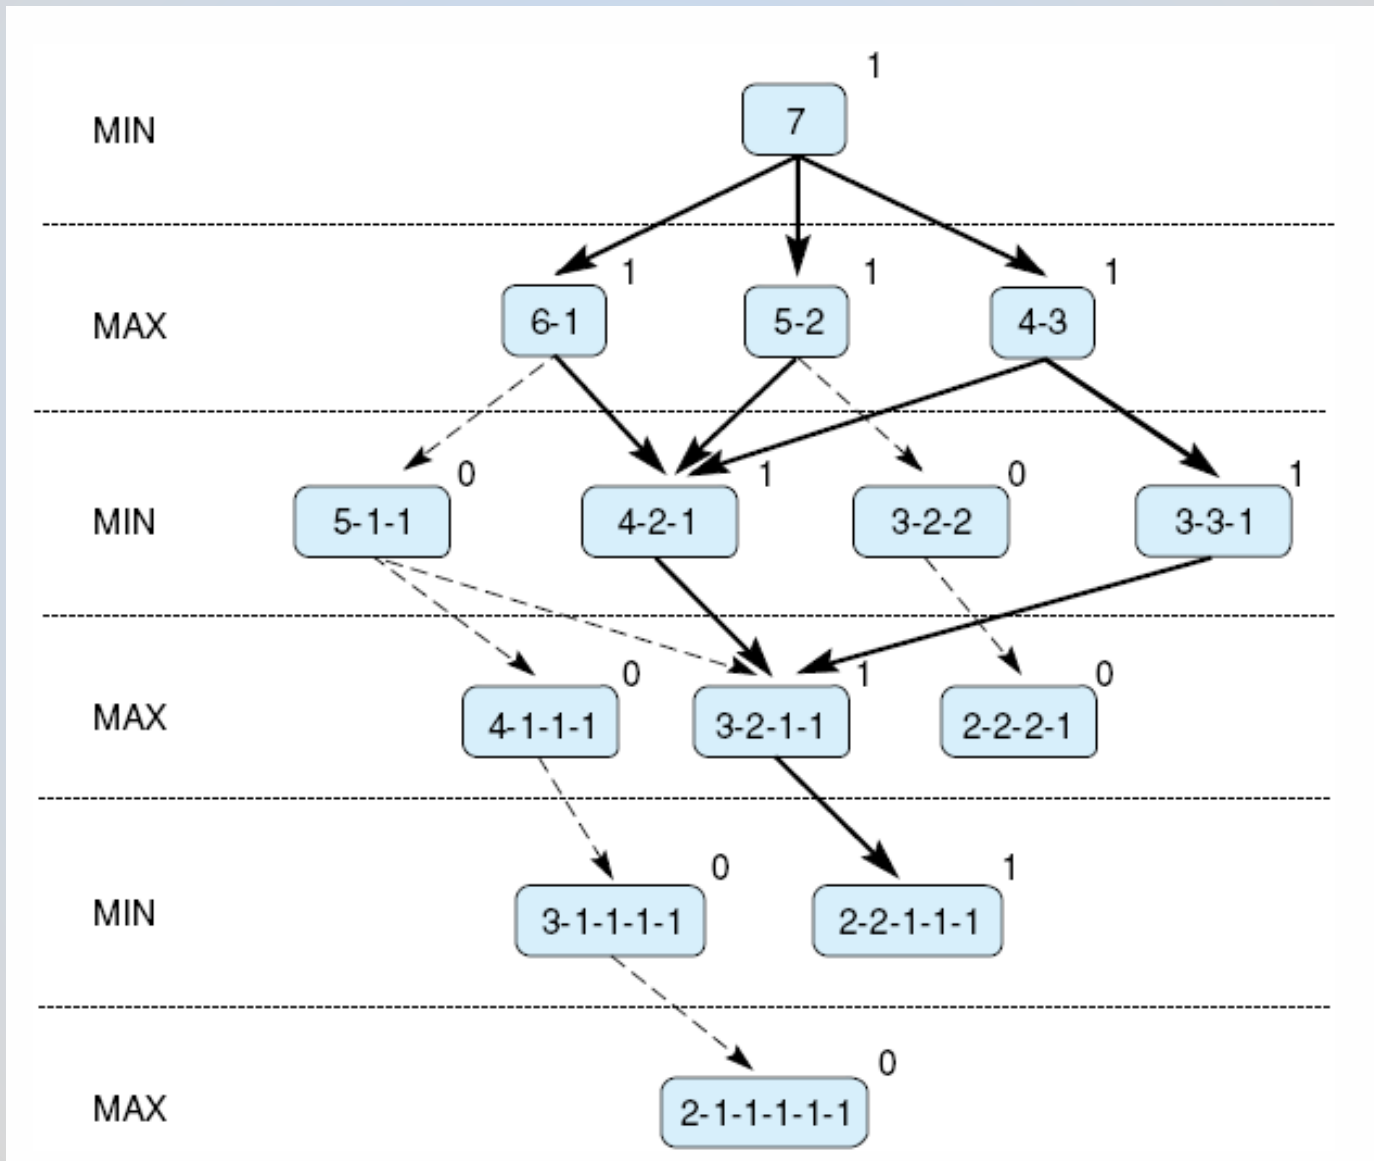 1
MIN 7
1 1 1
MAX 6-1 5-2 4-3
0 1 0 1
MIN 5-1-1 4-2-1 3-2-2 3-3-1
0 1 0
MAX 4-1-1-1 3-2-1-1 2-2-2-1
0 1
MIN 3-1-1-1-1 2-2-1-1-1
0
MAX 2-1-1-1-1-1